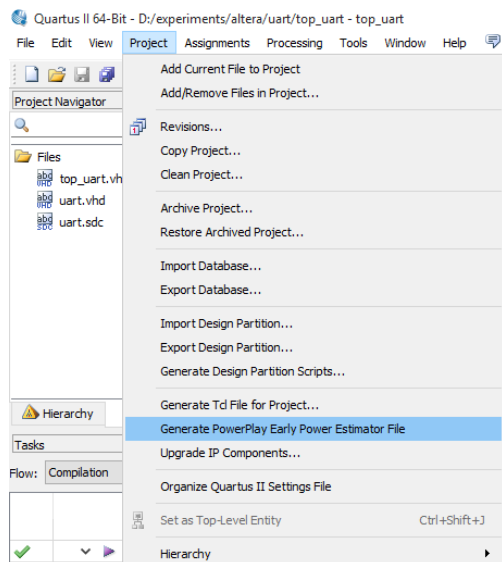 Quartus II 64-Bit - D:/experiments/altera/uart/top_uart - top_uart
File Edit View Project Assignments Processing Tools Window Help
Project Navigator
Files
top_uart.vh
uart.vhd
uart.sdc
Hierarchy
Tasks
Flow: Compilation
Add Current File to Project
Add/Remove Files in Project...
Revisions...
Copy Project...
Clean Project...
Archive Project...
Restore Archived Project...
Import Database...
Export Database...
Import Design Partition...
Export Design Partition...
Generate Design Partition Scripts...
Generate Tcl File for Project...
Generate PowerPlay Early Power Estimator File
Upgrade IP Components...
Organize Quartus II Settings File
Set as Top-Level Entity Ctrl+Shift+J
Hierarchy